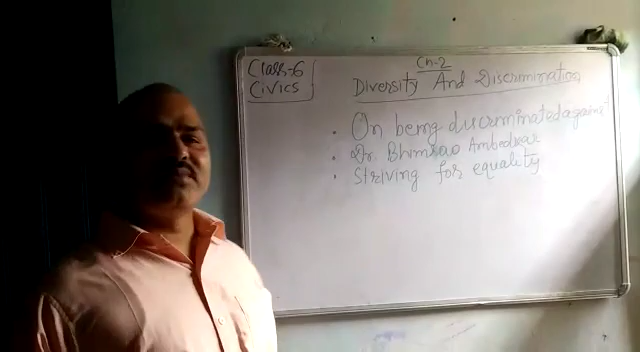 Class-6
Civics
Ch-2
Diversity And Discrimination
• On being discriminated against
• Dr. Bhimrao Ambedkar
• Striving for equality